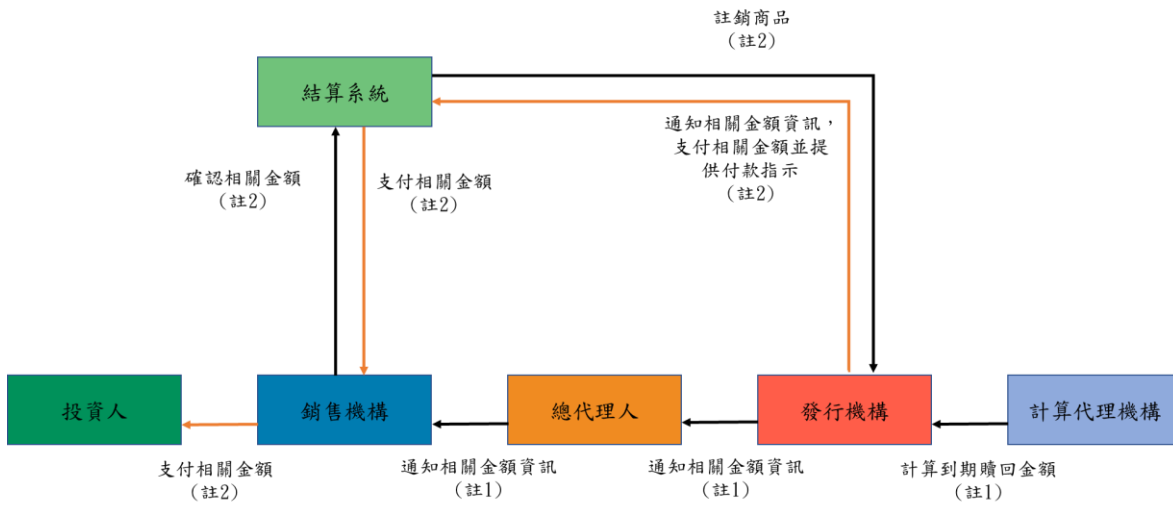 註銷商品
(註2)
結算系統
通知相關金額資訊，
支付相關金額並提
供付款指示
(註2)
確認相關金額
(註2)
支付相關金額
(註2)
投資人
銷售機構
總代理人
發行機構
計算代理機構
支付相關金額
(註2)
通知相關金額資訊
(註1)
通知相關金額資訊
(註1)
計算到期贖回金額
(註1)